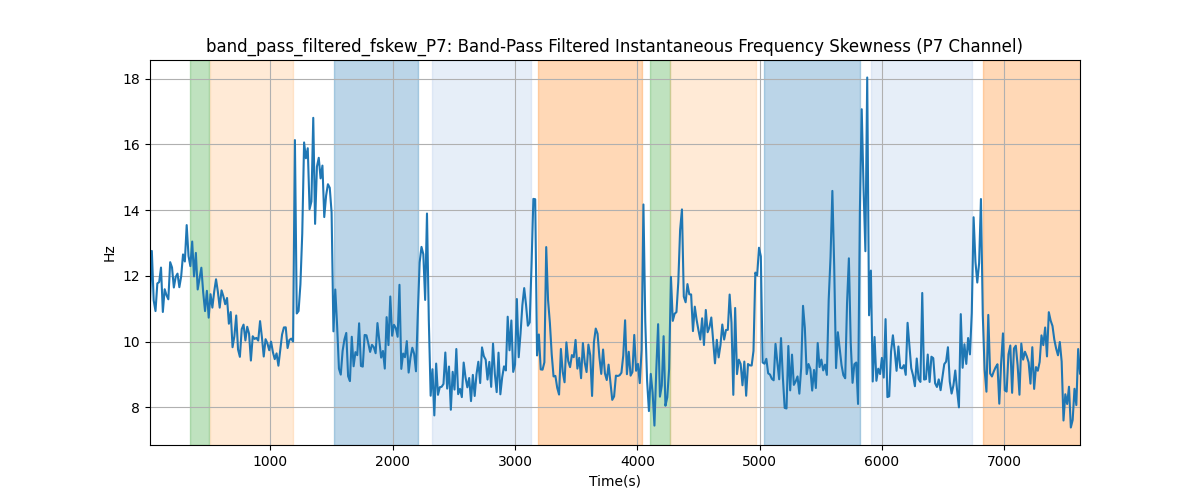 band_pass_filtered_fskew_P7: Band-Pass Filtered Instantaneous Frequency Skewness (P7 Channel)
18
16
14
12
10
8
Hz
1000 2000 3000 4000 5000 6000 7000
Time(s)